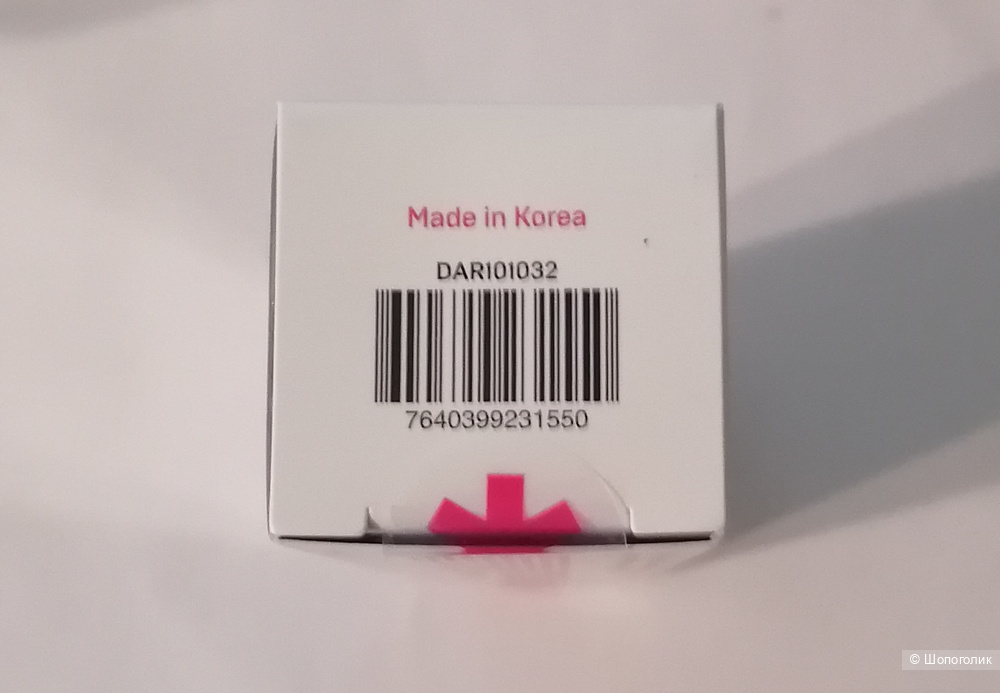 Made in Korea
DAR101032
7640399231550
© Шопоголик